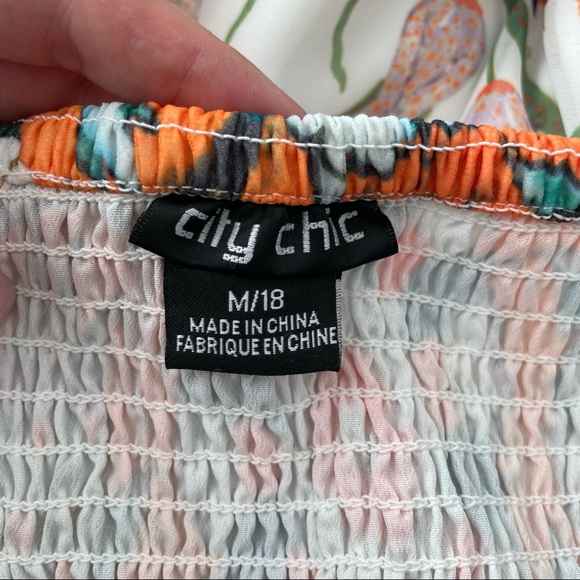 city chic
M/18
MADE IN CHINA
FABRIQUE EN CHINE